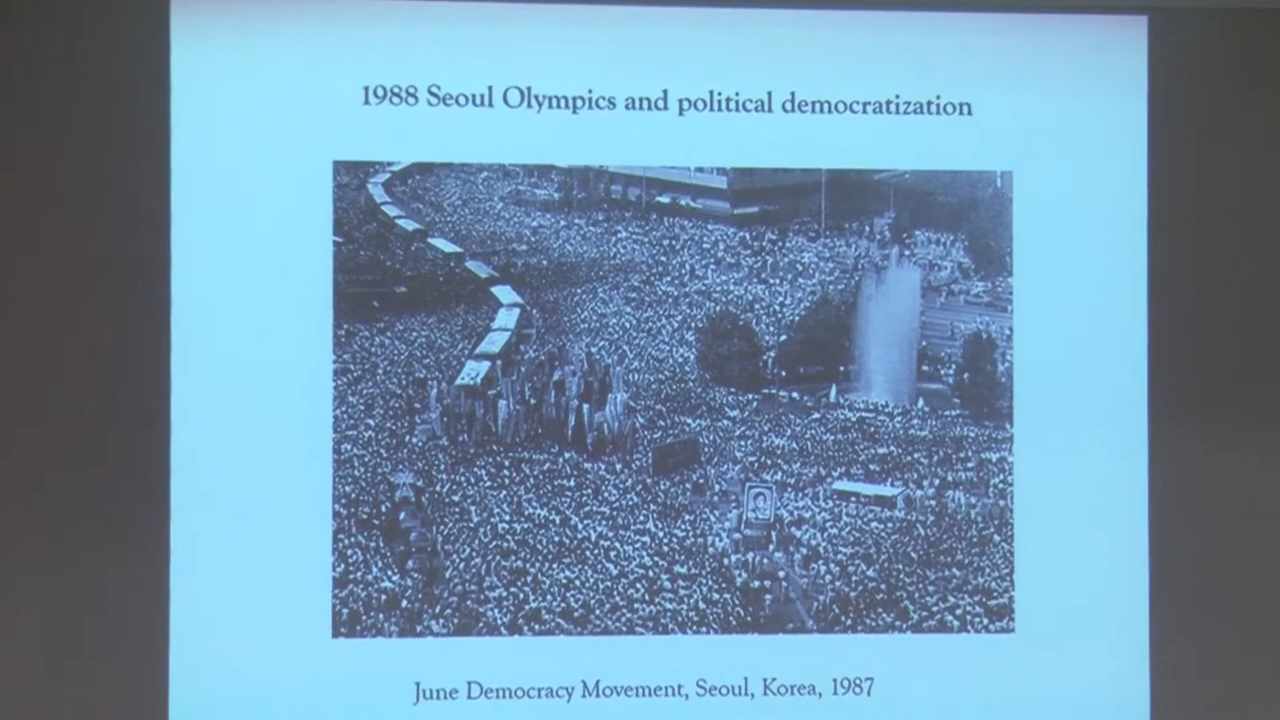 1988 Seoul Olympics and political democratization
June Democracy Movement, Seoul, Korea, 1987